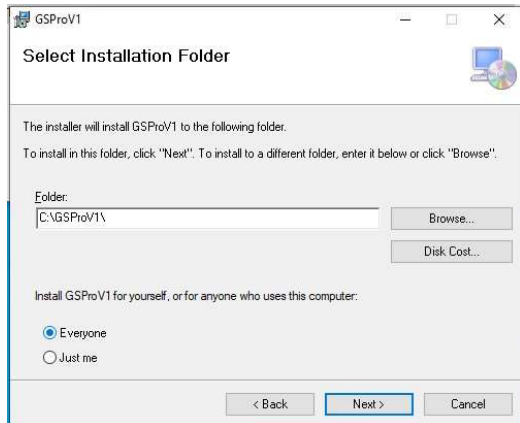 GSProV1
Select Installation Folder
The installer will install GSProV1 to the following folder.
To install in this folder, click "Next". To install to a different folder, enter it below or click "Browse".
Folder:
C:\GSProV1\
Browse...
Disk Cost...
Install GSProV1 for yourself, or for anyone who uses this computer:
Everyone
Just me
< Back
Next >
Cancel